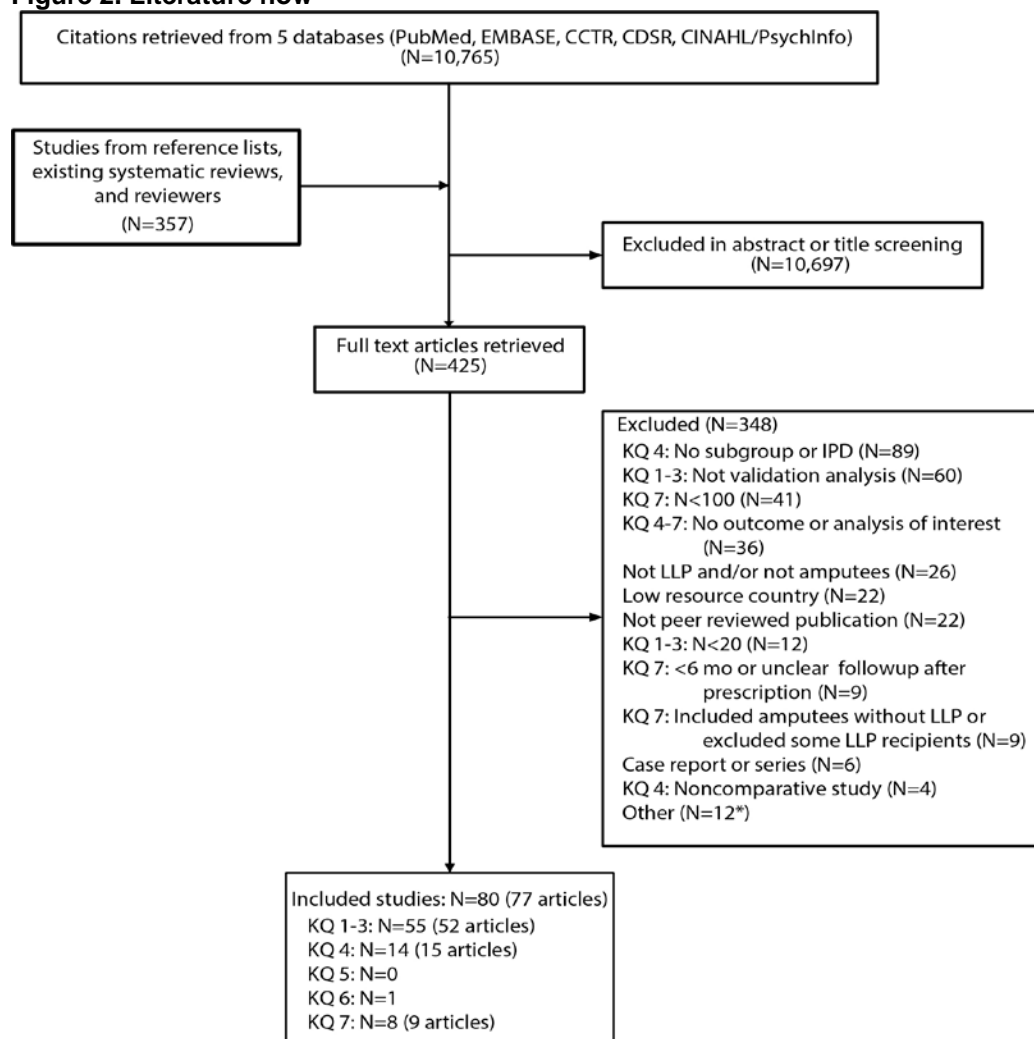 Figure 2. Literature flow
Citations retrieved from 5 databases (PubMed, EMBASE, CCTR, CDSR, CINAHL/PsychInfo)
(N=10,765)
Studies from reference lists,
existing systematic reviews,
and reviewers
(N=357)
Excluded in abstract or title screening
(N=10,697)
Full text articles retrieved
(N=425)
Excluded (N=348)
KQ 4: No subgroup or IPD (N=89)
KQ 1-3: Not validation analysis (N=60)
KQ 7: N<100 (N=41)
KQ 4-7: No outcome or analysis of interest
(N=36)
Not LLP and/or not amputees (N=26)
Low resource country (N=22)
Not peer reviewed publication (N=22)
KQ 1-3: N<20 (N=12)
KQ 7: <6 mo or unclear followup after
prescription (N=9)
KQ 7: Included amputees without LLP or
excluded some LLP recipients (N=9)
Case report or series (N=6)
KQ 4: Noncomparative study (N=4)
Other (N=12*)
Included studies: N=80 (77 articles)
KQ 1-3: N=55 (52 articles)
KQ 4: N=14 (15 articles)
KQ 5: N=0
KQ 6: N=1
KQ 7: N=8 (9 articles)